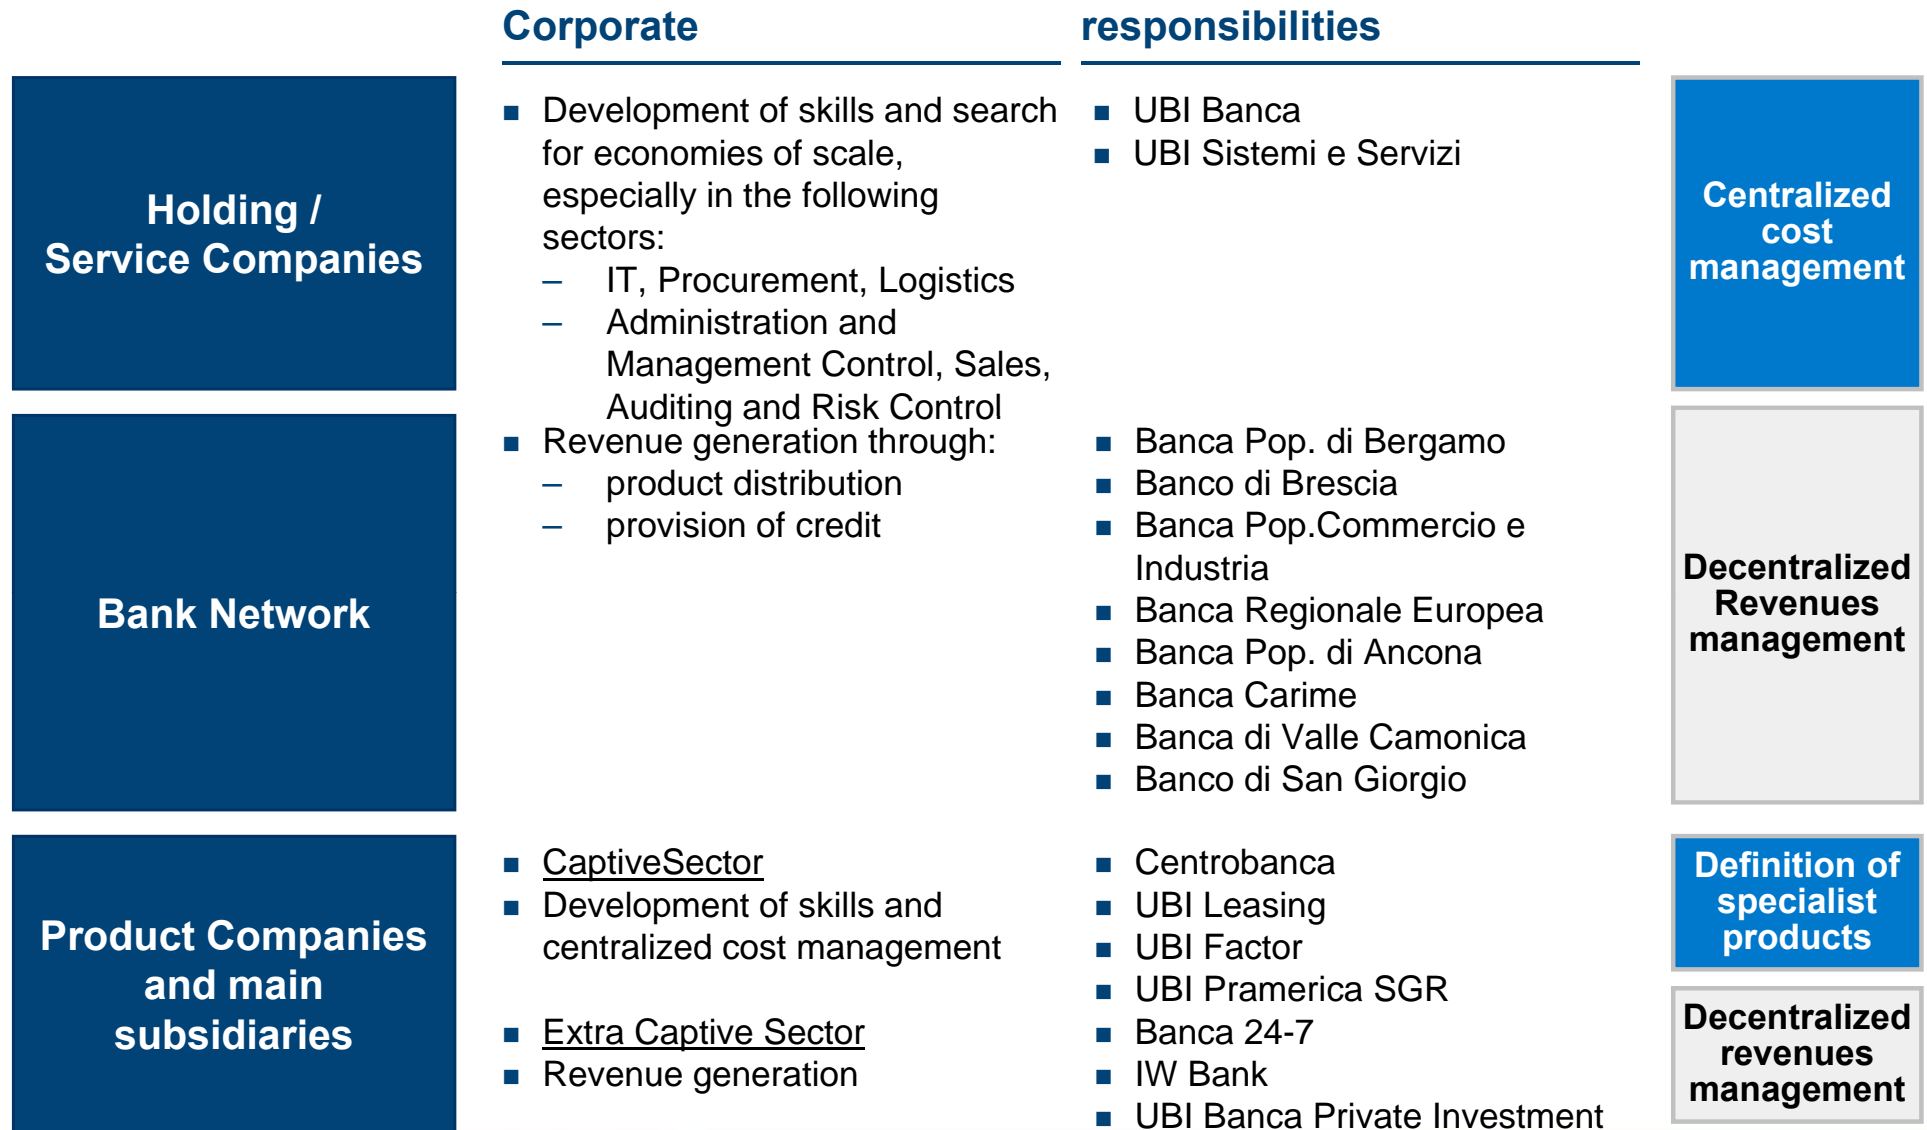 Corporate
responsibilities
Holding /
Service Companies
■ Development of skills and search
for economies of scale,
especially in the following
sectors:
– IT, Procurement, Logistics
– Administration and
Management Control, Sales,
Auditing and Risk Control
■ UBI Banca
■ UBI Sistemi e Servizi
Centralized
cost
management
Bank Network
■ Revenue generation through:
– product distribution
– provision of credit
■ Banca Pop. di Bergamo
■ Banco di Brescia
■ Banca Pop.Commercio e
Industria
■ Banca Regionale Europea
■ Banca Pop. di Ancona
■ Banca Carime
■ Banca di Valle Camonica
■ Banco di San Giorgio
Decentralized
Revenues
management
Product Companies
and main
subsidiaries
■ CaptiveSector
■ Development of skills and
centralized cost management
■ Extra Captive Sector
■ Revenue generation
■ Centrobanca
■ UBI Leasing
■ UBI Factor
■ UBI Pramerica SGR
■ Banca 24-7
■ IW Bank
■ UBI Banca Private Investment
Definition of
specialist
products
Decentralized
revenues
management